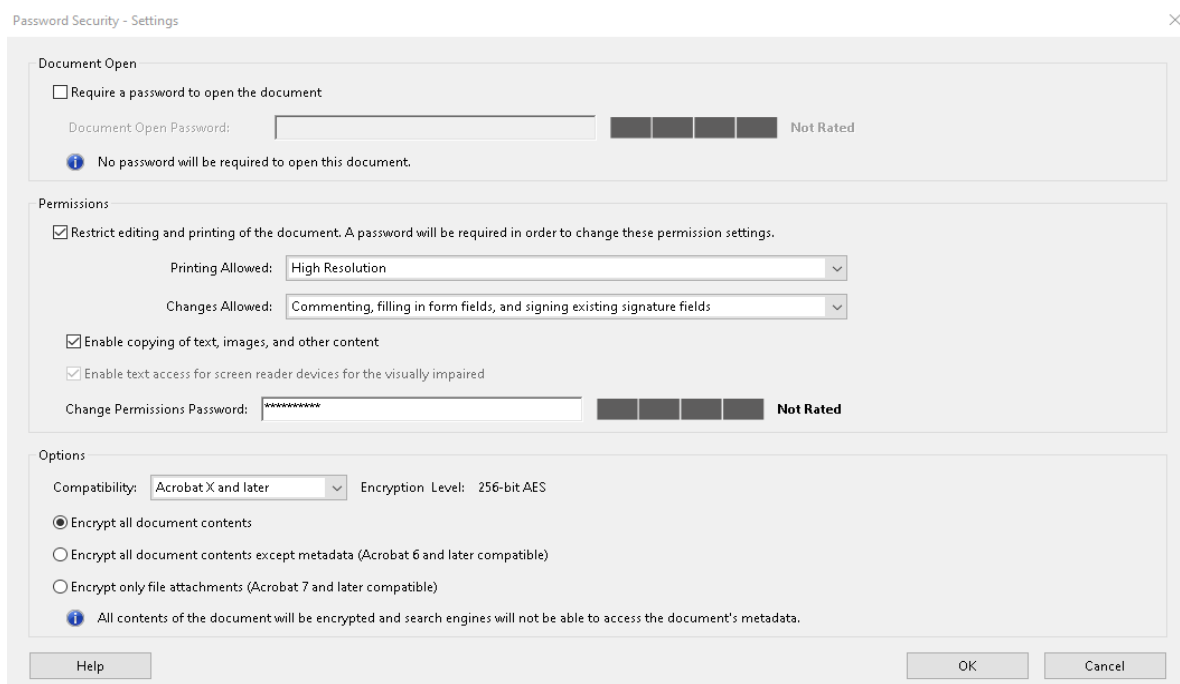 Password Security - Settings
Document Open
Require a password to open the document
Document Open Password: Not Rated
No password will be required to open this document.
Permissions
Restrict editing and printing of the document. A password will be required in order to change these permission settings.
Printing Allowed: High Resolution
Changes Allowed: Commenting, filling in form fields, and signing existing signature fields
Enable copying of text, images, and other content
Enable text access for screen reader devices for the visually impaired
Change Permissions Password: ********** Not Rated
Options
Compatibility: Acrobat X and later Encryption Level: 256-bit AES
Encrypt all document contents
Encrypt all document contents except metadata (Acrobat 6 and later compatible)
Encrypt only file attachments (Acrobat 7 and later compatible)
All contents of the document will be encrypted and search engines will not be able to access the document's metadata.
Help OK Cancel